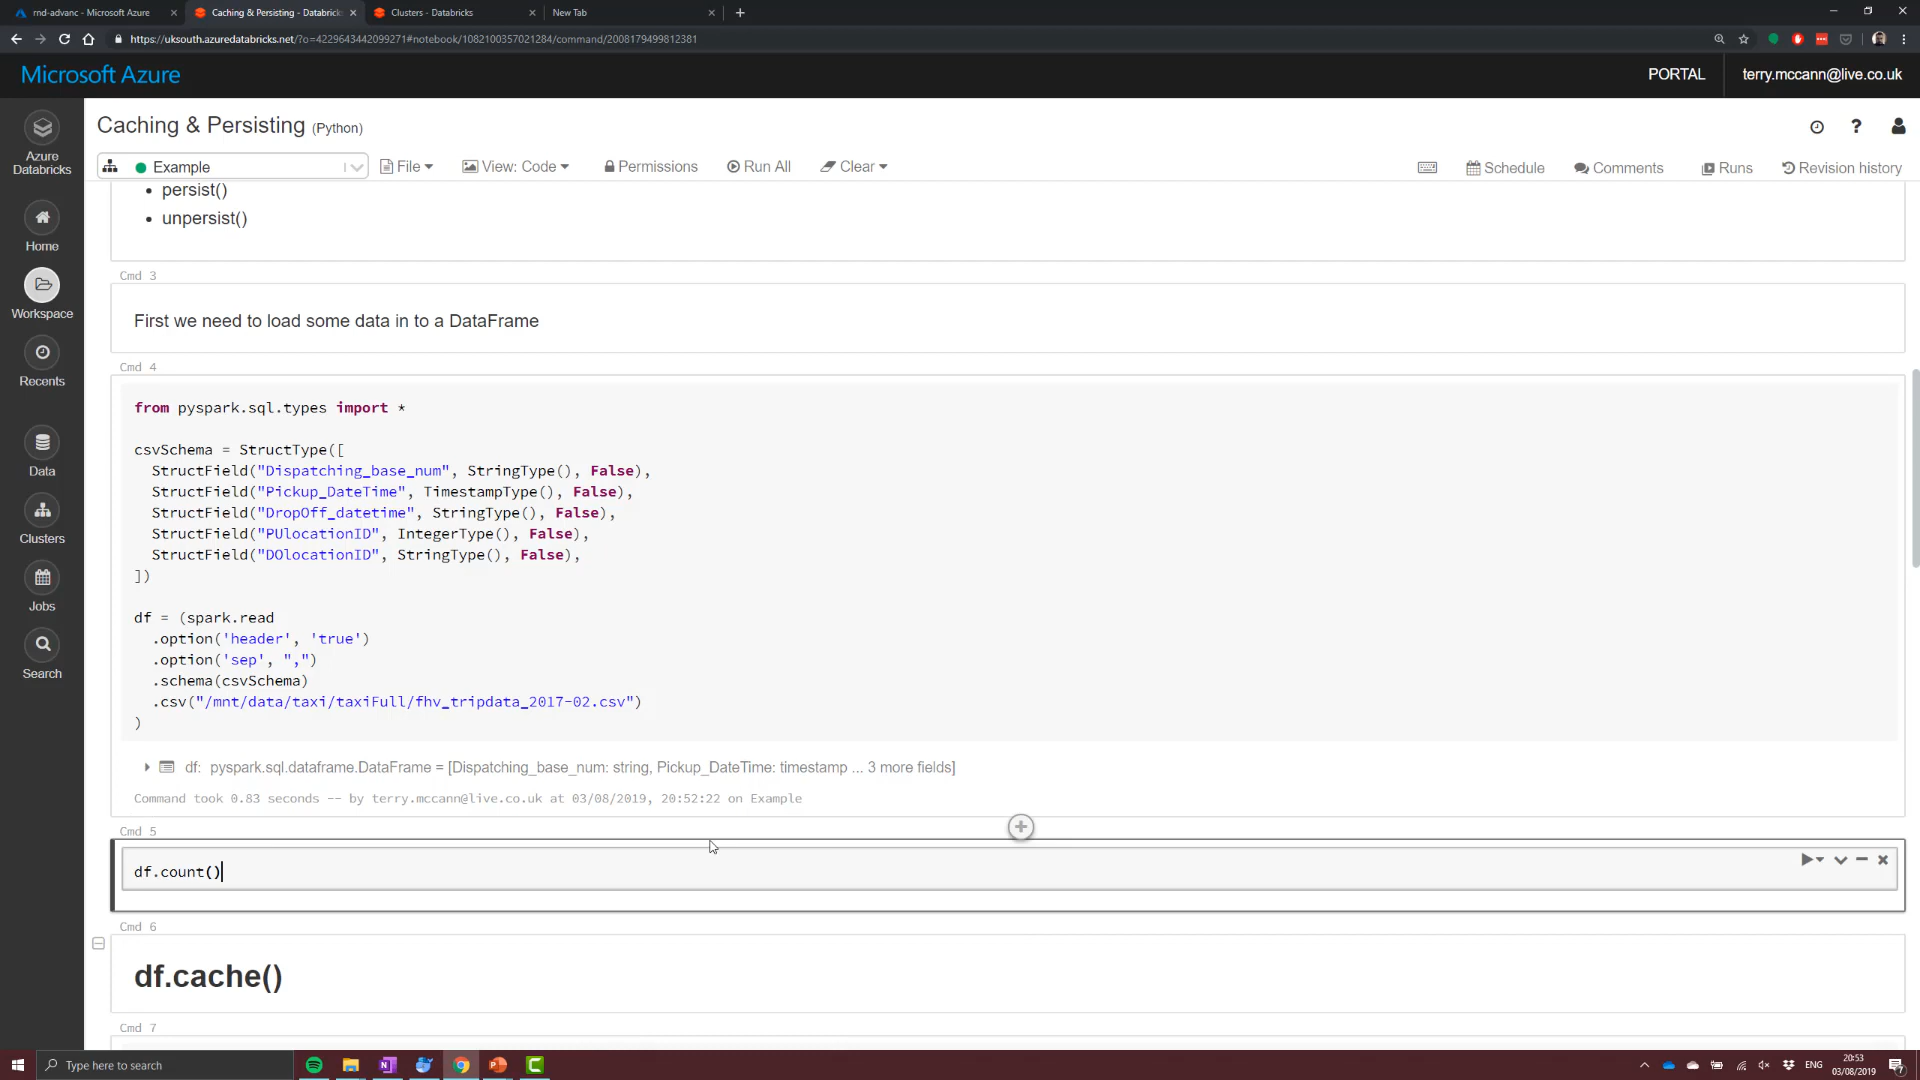 rnd-advanc - Microsoft Azure
Caching & Persisting - Databricks
Clusters - Databricks
New Tab
https://uksouth.azuredatabricks.net/?o=4229643442099271#notebook/1082100357021284/command/2008179499812381
Microsoft Azure
PORTAL
terry.mccann@live.co.uk
Caching & Persisting (Python)
Example
File
View: Code
Permissions
Run All
Clear
Schedule
Comments
Runs
Revision history
Azure
Databricks
Home
Workspace
Recents
Data
Clusters
Jobs
Search
• persist()
• unpersist()
Cmd 3
First we need to load some data in to a DataFrame
Cmd 4
from pyspark.sql.types import *
csvSchema = StructType([
StructField("Dispatching_base_num", StringType(), False),
StructField("Pickup_DateTime", TimestampType(), False),
StructField("DropOff_datetime", StringType(), False),
StructField("PUlocationID", IntegerType(), False),
StructField("DOlocationID", StringType(), False),
])
df = (spark.read
.option('header', 'true')
.option('sep', ",")
.schema(csvSchema)
.csv("/mnt/data/taxi/taxiFull/fhv_tripdata_2017-02.csv")
)
df: pyspark.sql.dataframe.DataFrame = [Dispatching_base_num: string, Pickup_DateTime: timestamp ... 3 more fields]
Command took 0.83 seconds -- by terry.mccann@live.co.uk at 03/08/2019, 20:52:22 on Example
Cmd 5
df.count()
Cmd 6
df.cache()
Cmd 7
Type here to search
ENG
20:53
03/08/2019